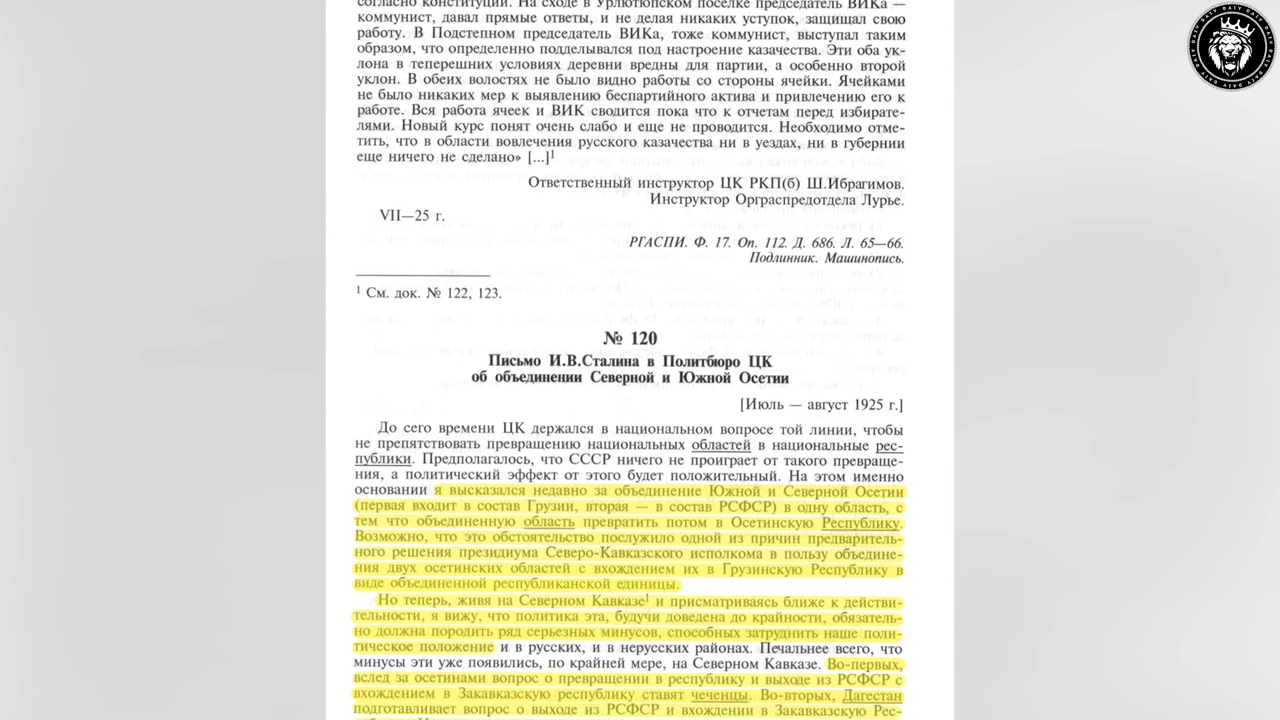 согласно конституции. На сходе в Урлютюпском поселке председатель ВИКа —
коммунист, давал прямые ответы, и не делая никаких уступок, защищал свою
работу. В Подстепном председатель ВИКа, тоже коммунист, выступал таким
образом, что определенно подделывался под настроение казачества. Эти оба ук-
лона в теперешних условиях деревни вредны для партии, а особенно второй
уклон. В обеих волостях не было видно работы со стороны ячейки. Ячейками
не было никаких мер к выявлению беспартийного актива и привлечению его к
работе. Вся работа ячеек и ВИК сводится пока что к отчетам перед избирате-
лями. Новый курс понят очень слабо и еще не проводится. Необходимо отме-
тить, что в области вовлечения русского казачества ни в уездах, ни в губернии
еще ничего не сделано» [...]¹
Ответственный инструктор ЦК РКП(б) Ш.Ибрагимов.
Инструктор Орграспредотдела Лурье.
VII—25 г.
РГАСПИ. Ф. 17. Оп. 112. Д. 686. Л. 65—66.
Подлинник. Машинопись.
¹ См. док. № 122, 123.
№ 120
Письмо И.В.Сталина в Политбюро ЦК
об объединении Северной и Южной Осетии
[Июль — август 1925 г.]
До сего времени ЦК держался в национальном вопросе той линии, чтобы
не препятствовать превращению национальных областей в национальные рес-
публики. Предполагалось, что СССР ничего не проиграет от такого превраще-
ния, а политический эффект от этого будет положительный. На этом именно
основании я высказался недавно за объединение Южной и Северной Осетии
(первая входит в состав Грузии, вторая — в состав РСФСР) в одну область, с
тем что объединенную область превратить потом в Осетинскую Республику.
Возможно, что это обстоятельство послужило одной из причин предваритель-
ного решения президиума Северо-Кавказского исполкома в пользу объедине-
ния двух осетинских областей с вхождением их в Грузинскую Республику в
виде объединенной республиканской единицы.
Но теперь, живя на Северном Кавказе¹ и присматриваясь ближе к действи-
тельности, я вижу, что политика эта, будучи доведена до крайности, обязатель-
но должна породить ряд серьезных минусов, способных затруднить наше поли-
тическое положение и в русских, и в нерусских районах. Печальнее всего, что
минусы эти уже появились, по крайней мере, на Северном Кавказе. Во-первых,
вслед за осетинами вопрос о превращении в республику и выходе из РСФСР с
вхождением в Закавказскую республику ставят чеченцы. Во-вторых, Дагестан
подготавливает вопрос о выходе из РСФСР и вхождении в Закавказскую Рес-